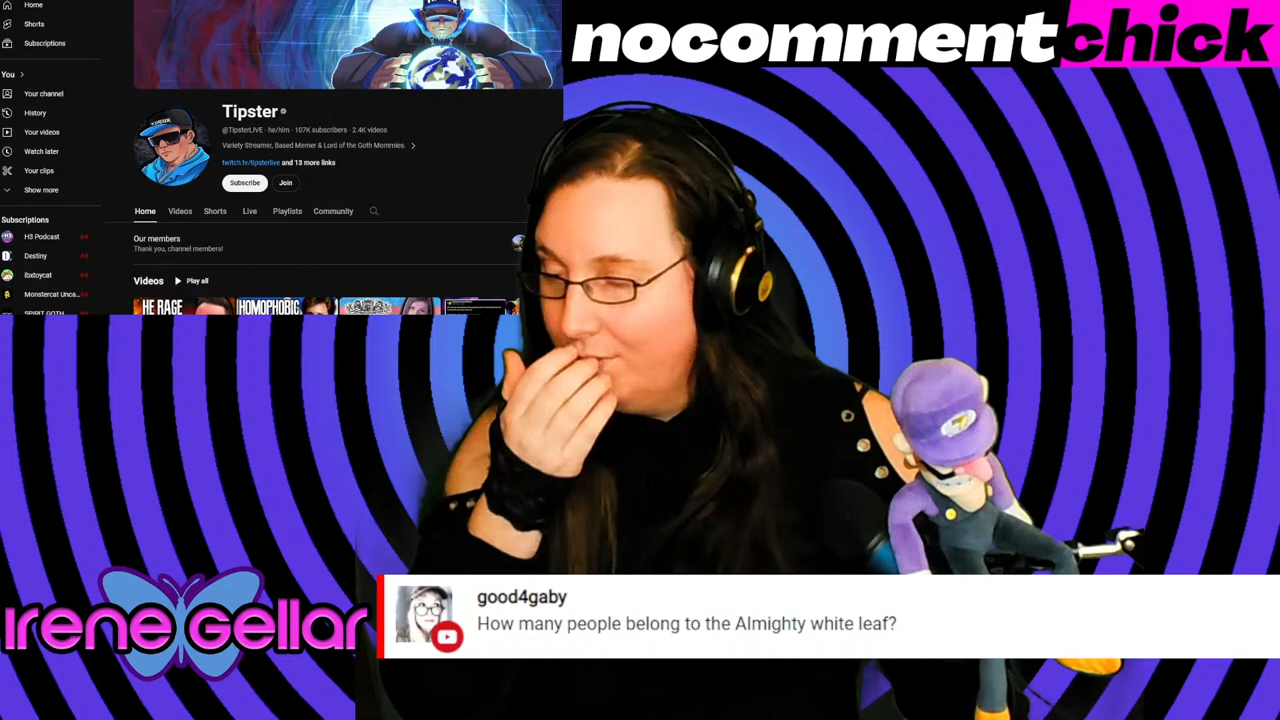 Home
Shorts
Subscriptions
You
Your channel
History
Your videos
Watch later
Your clips
Show more
Subscriptions
H3 Podcast
Destiny
ibxtoycat
Monstercat Unca...
SPIRIT GOTH
TIPSTER
Tipster
@TipsterLIVE · he/him · 107K subscribers · 2.4K videos
Variety Streamer, Based Memer & Lord of the Goth Mommies.
twitch.tv/tipsterlive and 13 more links
Subscribe Join
Home Videos Shorts Live Playlists Community
Our members
Thank you, channel members!
Videos Play all
HE RAGE
HOMOPHOBIC
nocommentchick
irene gellar
good4gaby
How many people belong to the Almighty white leaf?